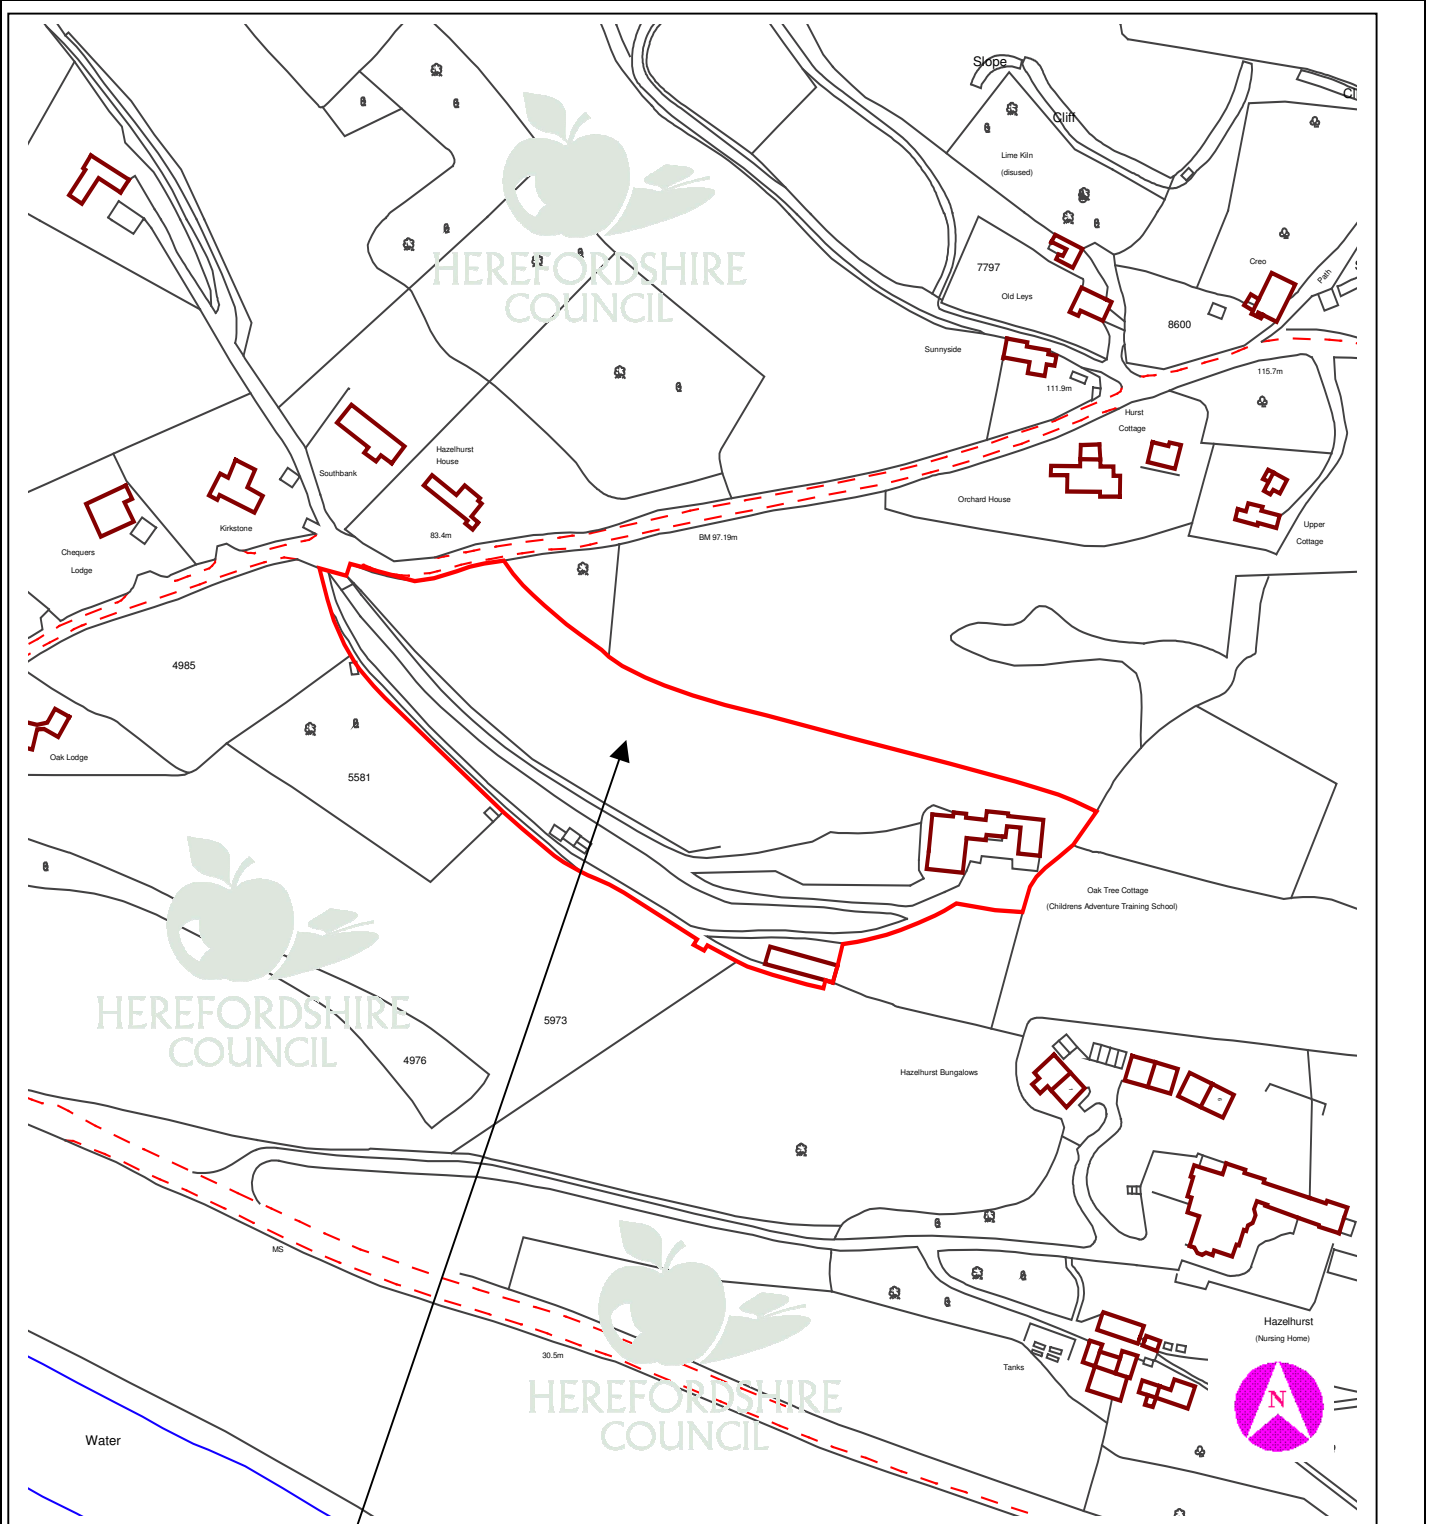 Slope
Cliff
Lime Kiln
(disused)
HEREFORDSHIRE
COUNCIL
7797
Old Leys
Creo
Path
8600
Sunnyside
111.9m
115.7m
Hurst
Cottage
Hazelhurst
House
Southbank
Orchard House
Kirkstone
83.4m
BM 97.19m
Upper
Cottage
Chequers
Lodge
4985
Oak Lodge
5581
Oak Tree Cottage
(Childrens Adventure Training School)
HEREFORDSHIRE
COUNCIL
5973
4976
Hazelhurst Bungalows
MS
30.5m
Hazelhurst
(Nursing Home)
Tanks
HEREFORDSHIRE
COUNCIL
N
Water